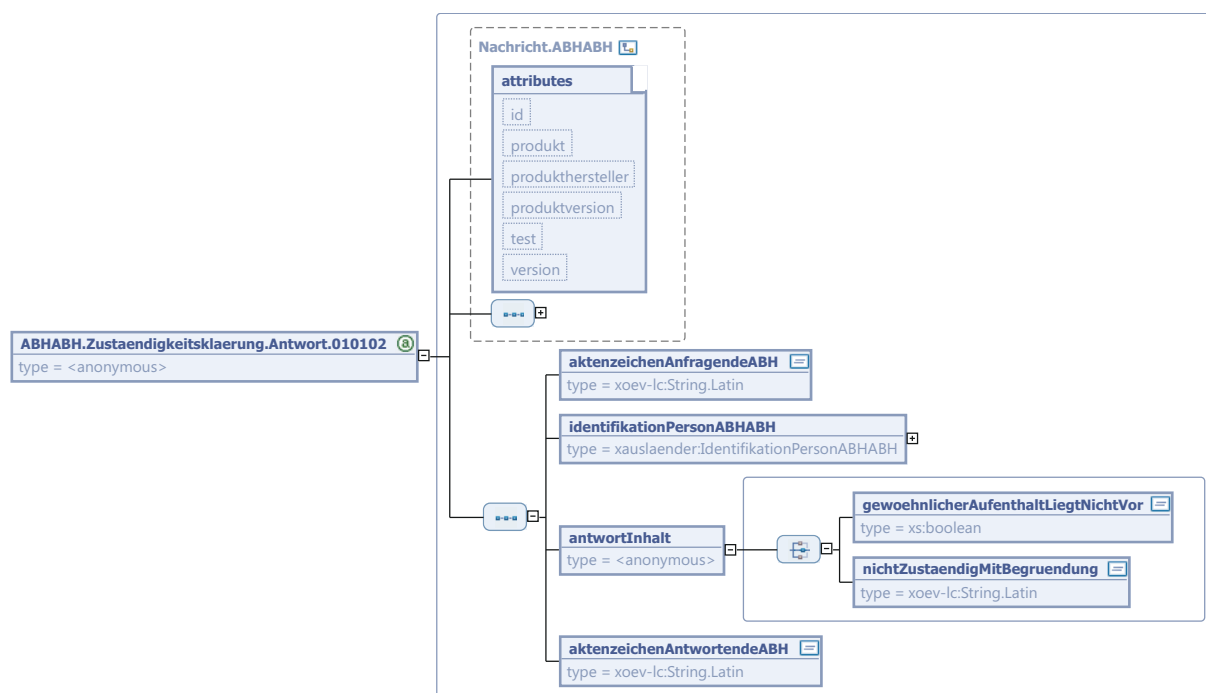 Nachricht.ABHABH
attributes
id
produkt
produkthersteller
produktversion
test
version
ABHABH.Zustaendigkeitsklaerung.Antwort.010102 a
type = <anonymous>
aktenzeichenAnfragendeABH
type = xoev-lc:String.Latin
identifikationPersonABHABH
type = xauslaender:IdentifikationPersonABHABH
antwortInhalt
type = <anonymous>
gewoehnlicherAufenthaltLiegtNichtVor
type = xs:boolean
nichtZustaendigMitBegruendung
type = xoev-lc:String.Latin
aktenzeichenAntwortendeABH
type = xoev-lc:String.Latin